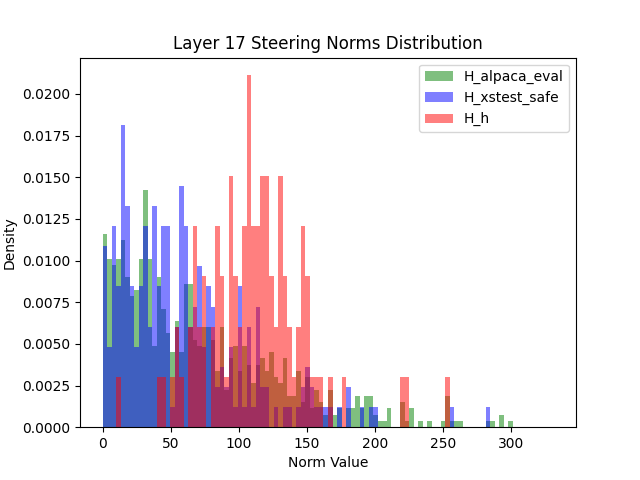 Layer 17 Steering Norms Distribution
H_alpaca_eval
H_xstest_safe
H_h
0.0200
0.0175
0.0150
0.0125
0.0100
0.0075
0.0050
0.0025
0.0000
Density
0 50 100 150 200 250 300
Norm Value